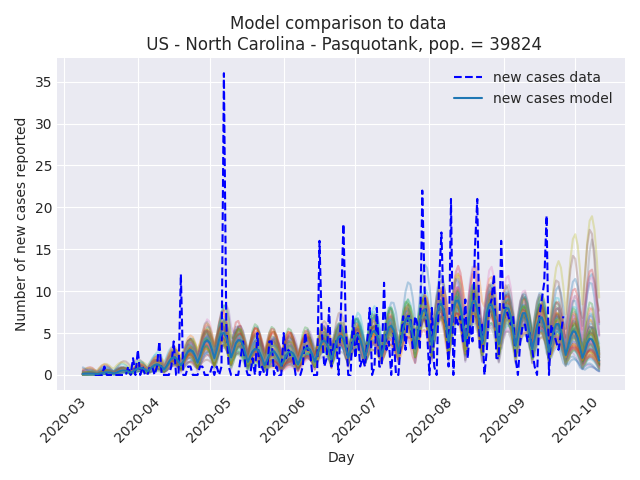 Model comparison to data
US - North Carolina - Pasquotank, pop. = 39824
new cases data
new cases model
Number of new cases reported
35
30
25
20
15
10
5
0
2020-03
2020-04
2020-05
2020-06
2020-07
2020-08
2020-09
2020-10
Day